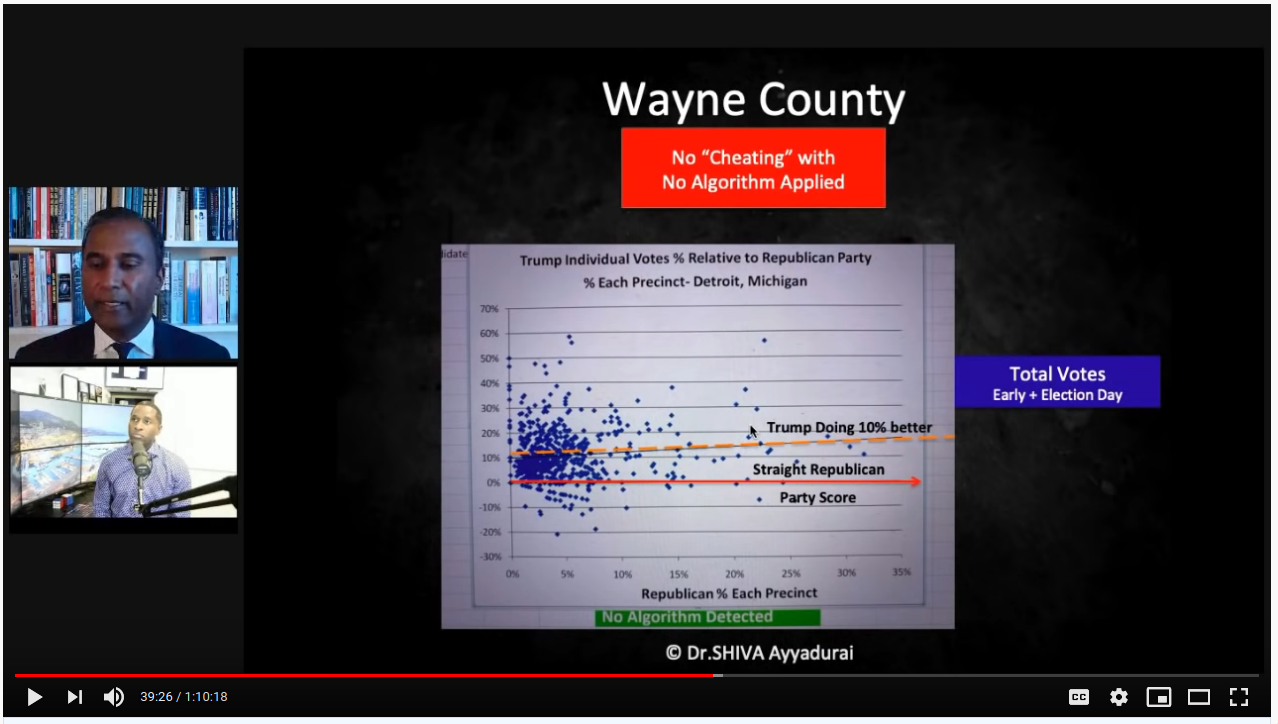 Wayne County
No “Cheating” with
No Algorithm Applied
lidate
Trump Individual Votes % Relative to Republican Party
% Each Precinct- Detroit, Michigan
70%
60%
50%
40%
30%
20%
10%
0%
-10%
-20%
-30%
Trump Doing 10% better
Straight Republican
Party Score
0% 5% 10% 15% 20% 25% 30% 35%
Republican % Each Precinct
No Algorithm Detected
Total Votes
Early + Election Day
© Dr.SHIVA Ayyadurai
39:26 / 1:10:18
CC